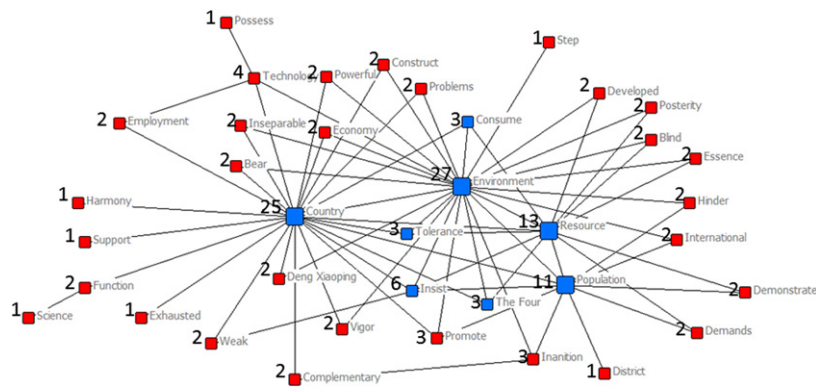 1 Possess
1 Step
4 Technology
2 Powerful
2 Construct
2 Problems
2 Developed
2 Posterity
2 Employment
2 Inseparable
2 Economy
3 Consume
2 Blind
2 Bear
2 Essence
27 Environment
1 Harmony
25 Country
2 Hinder
1 Support
3 Tolerance
13 Resource
2 International
2 Function
2 Deng Xiaoping
6 Insist
3 The Four
11 Population
2 Demonstrate
1 Science
1 Exhausted
2 Weak
2 Vigor
3 Promote
2 Demands
3 Inanition
1 District
2 Complementary